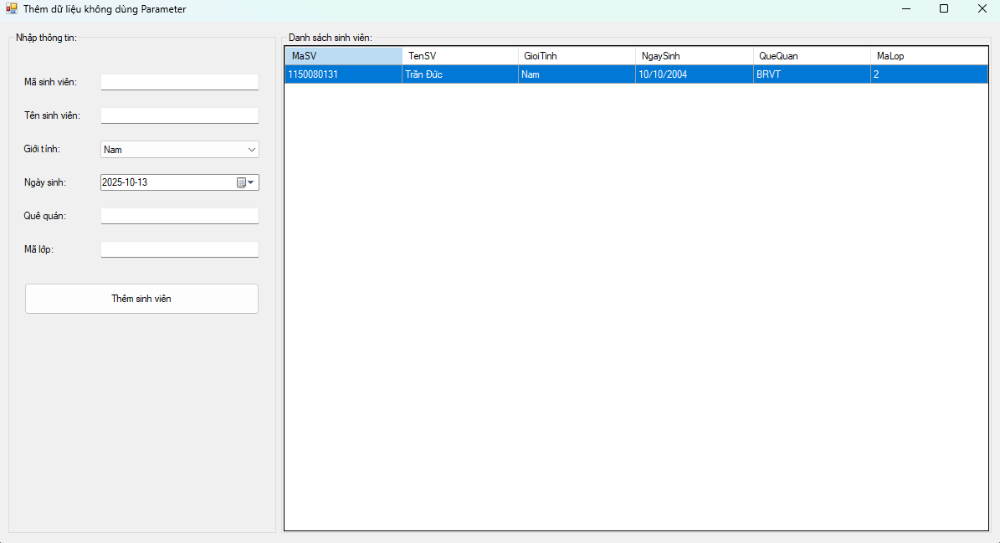 Thêm dữ liệu không dùng Parameter
Nhập thông tin:
Mã sinh viên:
Tên sinh viên:
Giới tính:
Nam
Ngày sinh:
2025-10-13
Quê quán:
Mã lớp:
Thêm sinh viên
Danh sách sinh viên:
MaSV TenSV GioiTinh NgaySinh QueQuan MaLop
1150080131 Trần Đức Nam 10/10/2004 BRVT 2